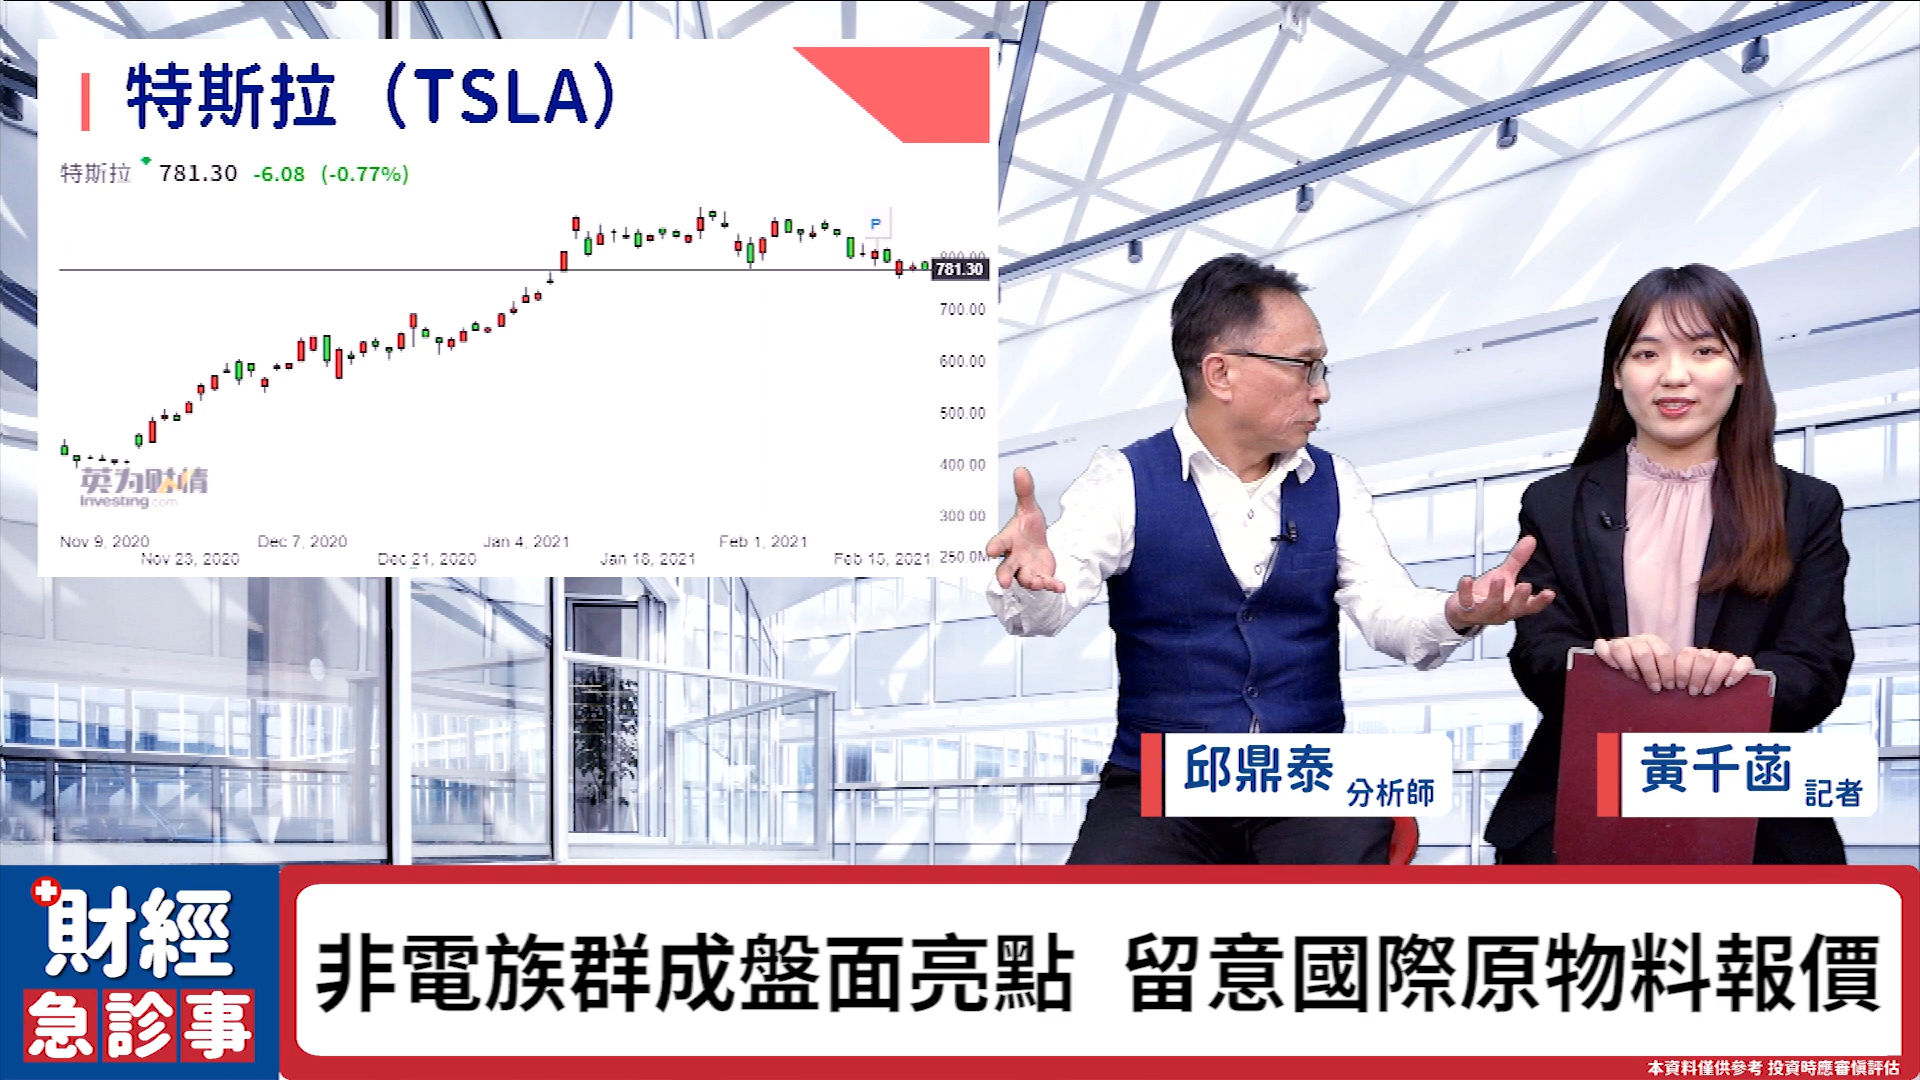 特斯拉（TSLA）
特斯拉 781.30 -6.08 (-0.77%)
P
800.00
781.30
700.00
600.00
500.00
400.00
300.00
250.0M
英为财情
Investing.com
Nov 9, 2020
Nov 23, 2020
Dec 7, 2020
Dec 21, 2020
Jan 4, 2021
Jan 18, 2021
Feb 1, 2021
Feb 15, 2021
邱鼎泰 分析師
黃千菡 記者
財經
急診事
非電族群成盤面亮點 留意國際原物料報價
本資料僅供參考 投資時應審慎評估